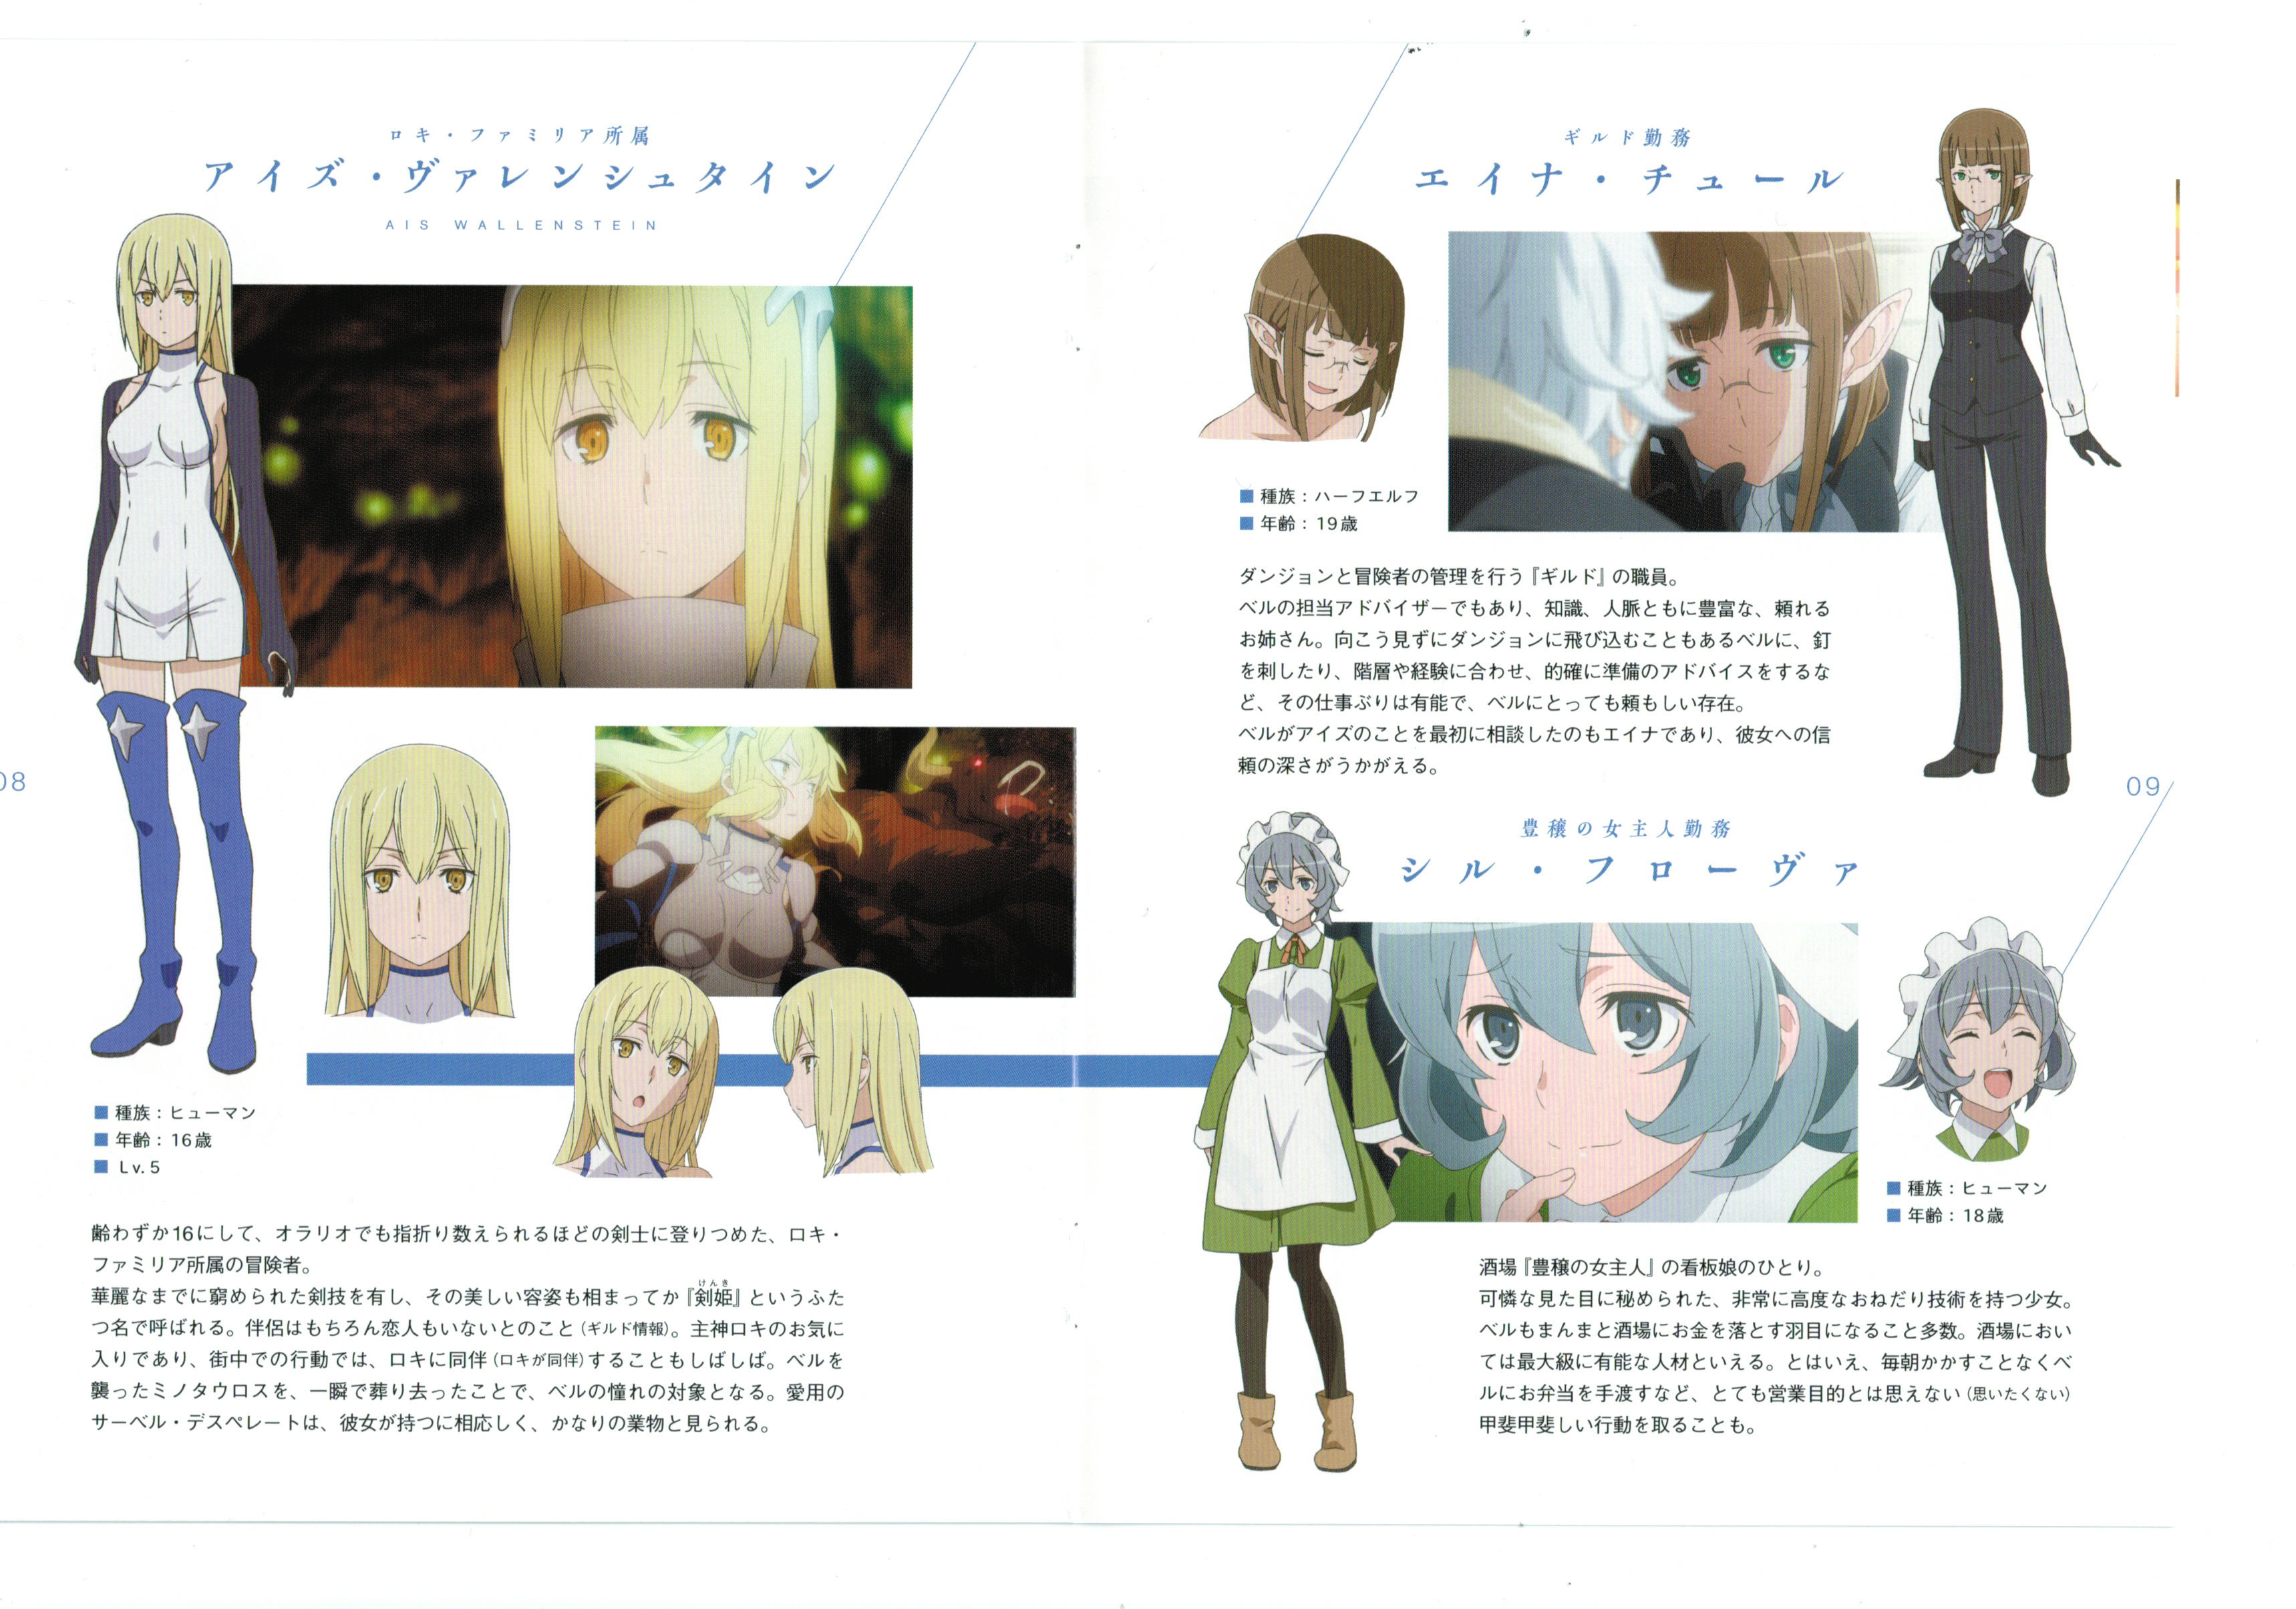 ロキ・ファミリア所属
アイズ・ヴァレンシュタイン
AIS WALLENSTEIN
08
■ 種族：ヒューマン
■ 年齢：16歳
■ Lv.5
齢わずか16にして、オラリオでも指折り数えられるほどの剣士に登りつめた、ロキ・
ファミリア所属の冒険者。
けんき
華麗なまでに窮められた剣技を有し、その美しい容姿も相まってか『剣姫』というふた
つ名で呼ばれる。伴侶はもちろん恋人もいないとのこと（ギルド情報）。主神ロキのお気に
入りであり、街中での行動では、ロキに同伴（ロキが同伴）することもしばしば。ベルを
襲ったミノタウロスを、一瞬で葬り去ったことで、ベルの憧れの対象となる。愛用の
サーベル・デスペレートは、彼女が持つに相応しく、かなりの業物と見られる。
ギルド勤務
エイナ・チュール
■ 種族：ハーフエルフ
■ 年齢：19歳
ダンジョンと冒険者の管理を行う『ギルド』の職員。
ベルの担当アドバイザーでもあり、知識、人脈ともに豊富な、頼れる
お姉さん。向こう見ずにダンジョンに飛び込むこともあるベルに、釘
を刺したり、階層や経験に合わせ、的確に準備のアドバイスをするな
ど、その仕事ぶりは有能で、ベルにとっても頼もしい存在。
ベルがアイズのことを最初に相談したのもエイナであり、彼女への信
頼の深さがうかがえる。
09
豊穣の女主人勤務
シル・フローヴァ
■ 種族：ヒューマン
■ 年齢：18歳
酒場『豊穣の女主人』の看板娘のひとり。
可憐な見た目に秘められた、非常に高度なおねだり技術を持つ少女。
ベルもまんまと酒場にお金を落とす羽目になること多数。酒場におい
ては最大級に有能な人材といえる。とはいえ、毎朝かかすことなくベ
ルにお弁当を手渡すなど、とても営業目的とは思えない（思いたくない）
甲斐甲斐しい行動を取ることも。